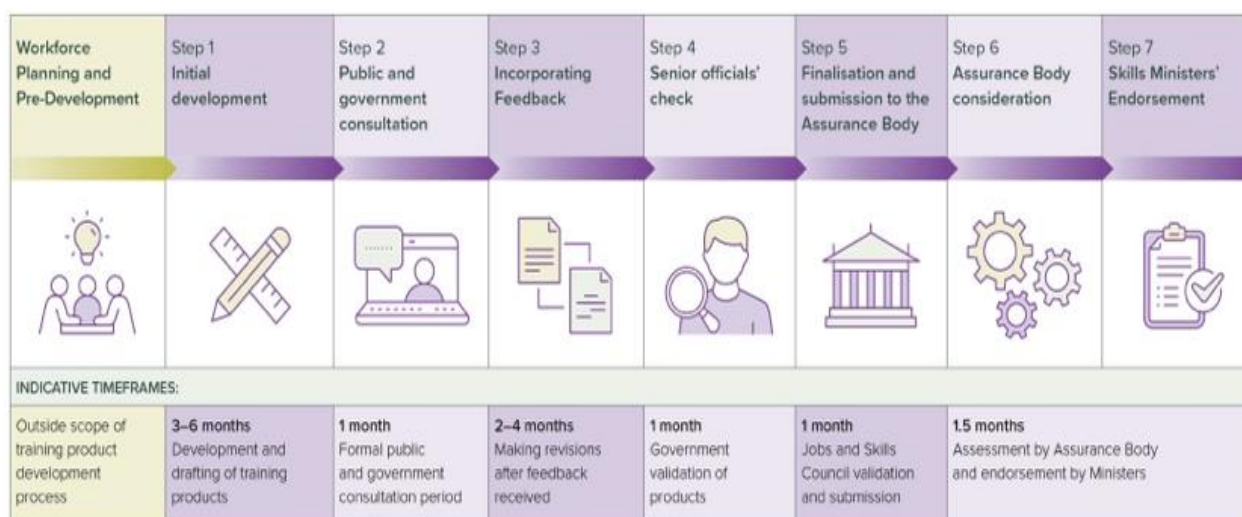 Workforce
Planning and
Pre-Development
Step 1
Initial
development
Step 2
Public and
government
consultation
Step 3
Incorporating
Feedback
Step 4
Senior officials'
check
Step 5
Finalisation and
submission to the
Assurance Body
Step 6
Assurance Body
consideration
Step 7
Skills Ministers'
Endorsement
INDICATIVE TIMEFRAMES:
Outside scope of
training product
development
process
3–6 months
Development and
drafting of training
products
1 month
Formal public
and government
consultation period
2–4 months
Making revisions
after feedback
received
1 month
Government
validation of
products
1 month
Jobs and Skills
Council validation
and submission
1.5 months
Assessment by Assurance Body
and endorsement by Ministers